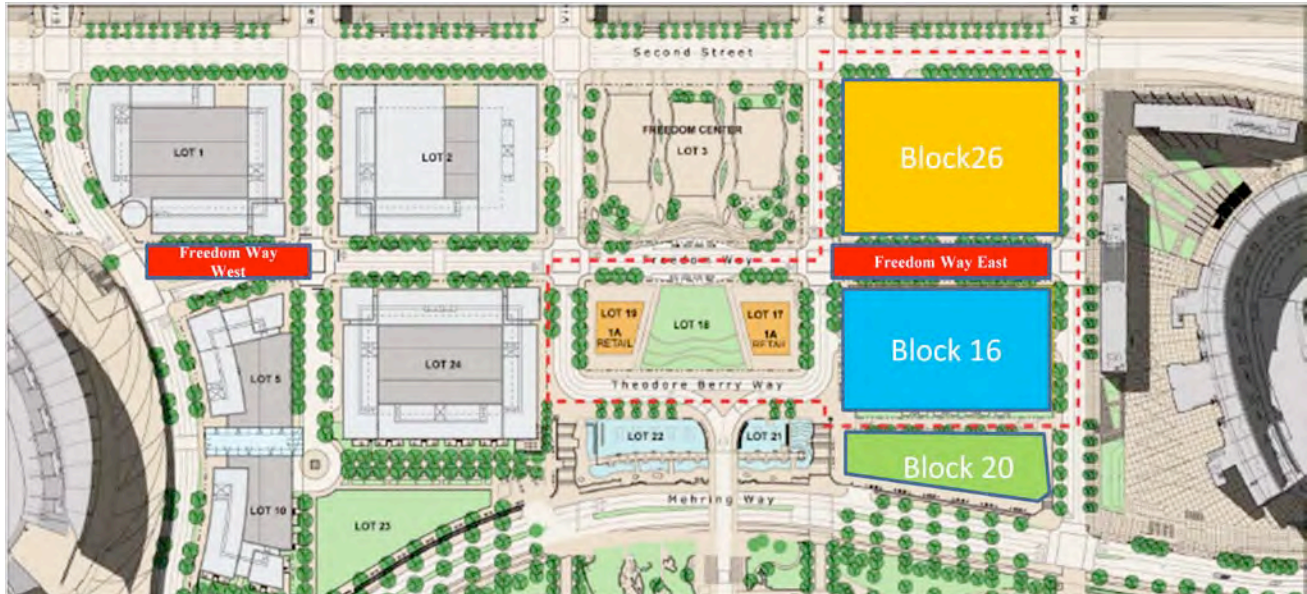 Second Street
LOT 1
LOT 2
FREEDOM CENTER
LOT 3
Block26
Freedom Way
West
Freedom Way
Freedom Way East
LOT 19
1A
RETAIL
LOT 18
LOT 17
1A
RETAIL
Block 16
LOT 5
LOT 24
Theodore Berry Way
LOT 22
LOT 21
Block 20
Mehring Way
LOT 10
LOT 23